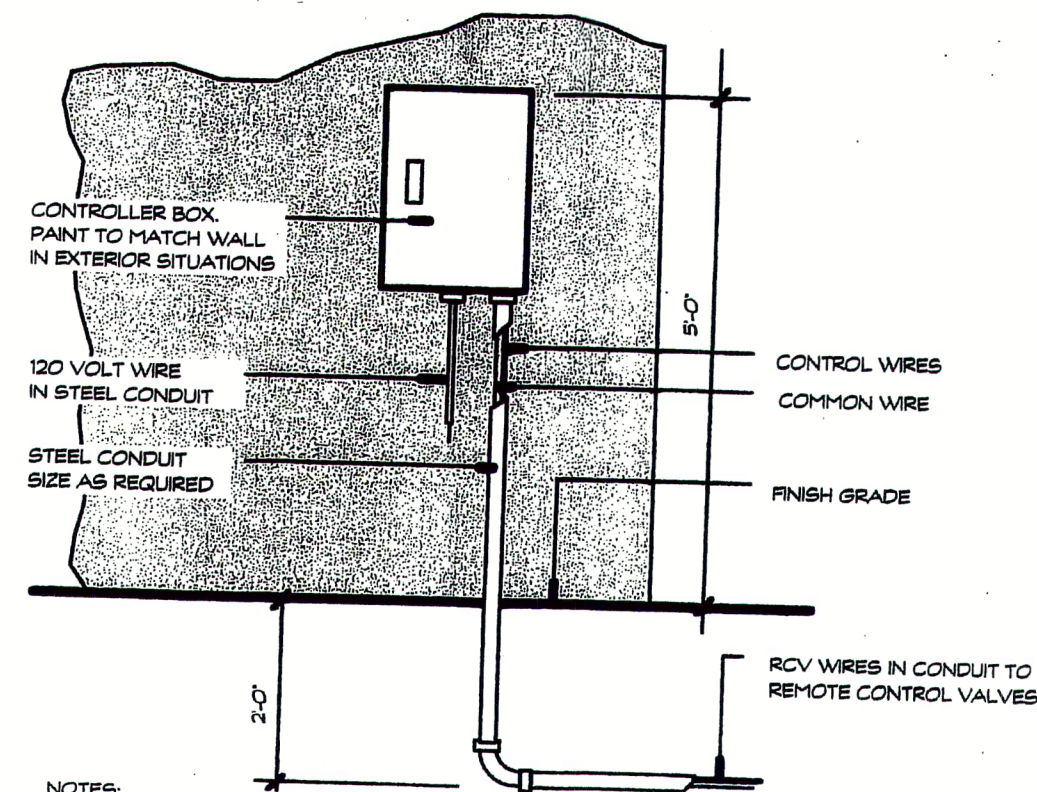 CONTROLLER BOX.
PAINT TO MATCH WALL
IN EXTERIOR SITUATIONS
5'-0"
120 VOLT WIRE
IN STEEL CONDUIT
CONTROL WIRES
COMMON WIRE
STEEL CONDUIT
SIZE AS REQUIRED
FINISH GRADE
2'-0"
RCV WIRES IN CONDUIT TO
REMOTE CONTROL VALVES
NOTES: